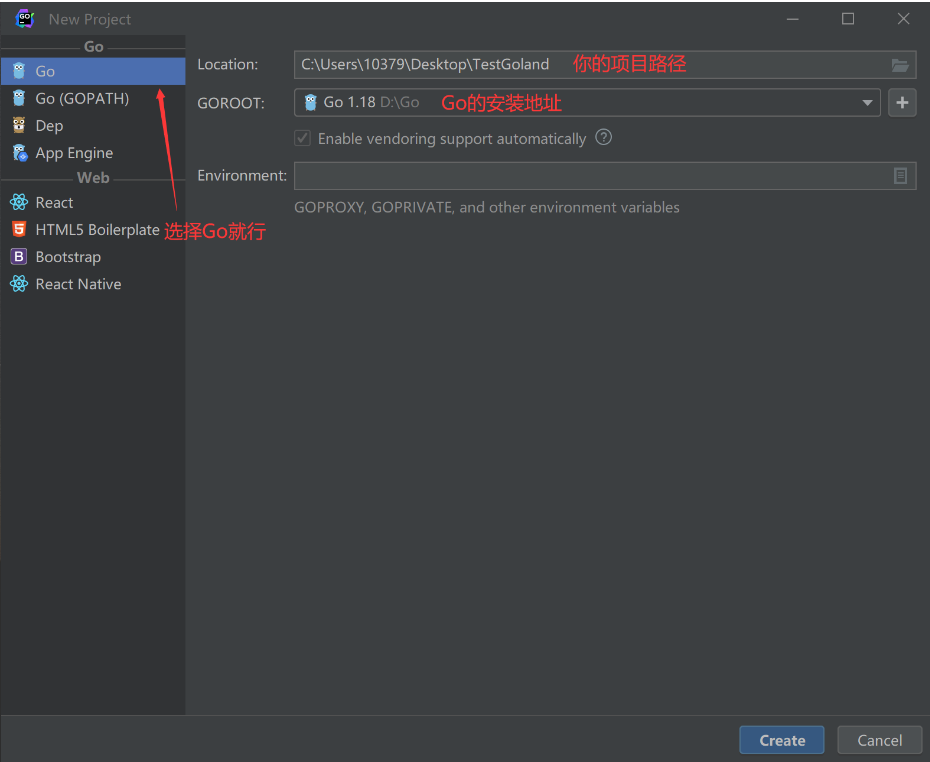 New Project
Go
Go
Go (GOPATH)
Dep
App Engine
Web
React
HTML5 Boilerplate
Bootstrap
React Native
选择Go就行
Location: C:\Users\10379\Desktop\TestGoland 你的项目路径
GOROOT: Go 1.18 D:\Go Go的安装地址
Enable vendoring support automatically ?
Environment:
GOPROXY, GOPRIVATE, and other environment variables
Create Cancel